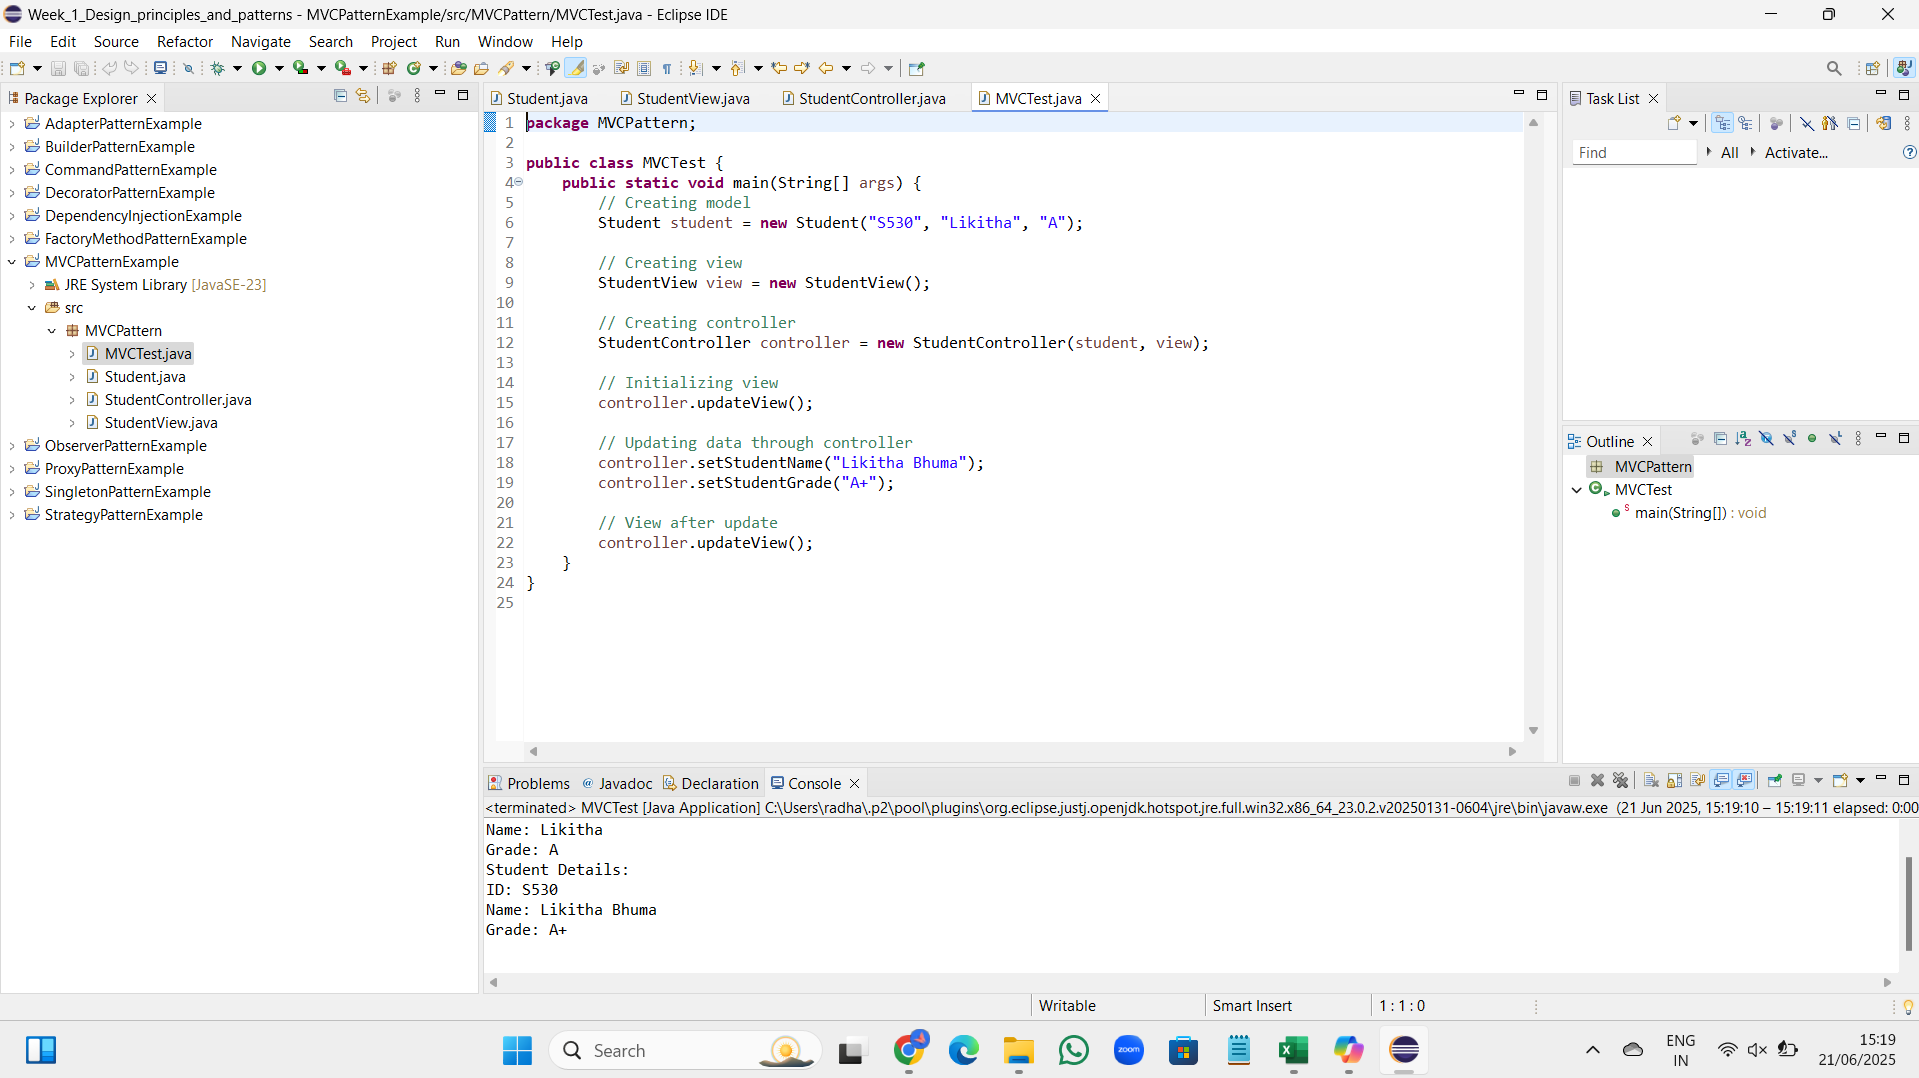 Week_1_Design_principles_and_patterns - MVCPatternExample/src/MVCPattern/MVCTest.java - Eclipse IDE
File Edit Source Refactor Navigate Search Project Run Window Help
Package Explorer
AdapterPatternExample
BuilderPatternExample
CommandPatternExample
DecoratorPatternExample
DependencyInjectionExample
FactoryMethodPatternExample
MVCPatternExample
JRE System Library [JavaSE-23]
src
MVCPattern
MVCTest.java
Student.java
StudentController.java
StudentView.java
ObserverPatternExample
ProxyPatternExample
SingletonPatternExample
StrategyPatternExample
Student.java StudentView.java StudentController.java MVCTest.java
1 package MVCPattern;
2
3 public class MVCTest {
4 public static void main(String[] args) {
5 // Creating model
6 Student student = new Student("S530", "Likitha", "A");
7
8 // Creating view
9 StudentView view = new StudentView();
10
11 // Creating controller
12 StudentController controller = new StudentController(student, view);
13
14 // Initializing view
15 controller.updateView();
16
17 // Updating data through controller
18 controller.setStudentName("Likitha Bhuma");
19 controller.setStudentGrade("A+");
20
21 // View after update
22 controller.updateView();
23 }
24 }
25
Task List
Find All Activate...
Outline
MVCPattern
MVCTest
main(String[]) : void
Problems Javadoc Declaration Console
<terminated> MVCTest [Java Application] C:\Users\radha\.p2\pool\plugins\org.eclipse.justj.openjdk.hotspot.jre.full.win32.x86_64_23.0.2.v20250131-0604\jre\bin\javaw.exe (21 Jun 2025, 15:19:10 – 15:19:11 elapsed: 0:00
Name: Likitha
Grade: A
Student Details:
ID: S530
Name: Likitha Bhuma
Grade: A+
Writable Smart Insert 1 : 1 : 0
Search
zoom
ENG
IN
15:19
21/06/2025